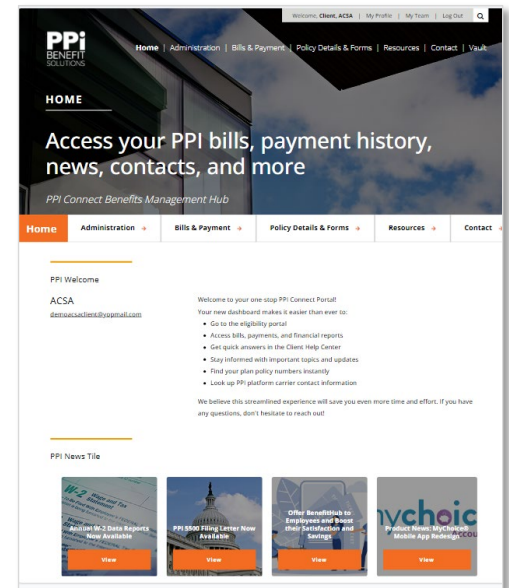 Welcome, Client, ACSA | My Profile | My Team | Log Out
PPi
BENEFIT
SOLUTIONS
Home | Administration | Bills & Payment | Policy Details & Forms | Resources | Contact | Vault
HOME
Access your PPI bills, payment history,
news, contacts, and more
PPI Connect Benefits Management Hub
Home Administration → Bills & Payment → Policy Details & Forms → Resources → Contact
PPI Welcome
ACSA
demoacsaclient@yopmail.com
Welcome to your one-stop PPI Connect Portal!
Your new dashboard makes it easier than ever to:
• Go to the eligibility portal
• Access bills, payments, and financial reports
• Get quick answers in the Client Help Center
• Stay informed with important topics and updates
• Find your plan policy numbers instantly
• Look up PPI platform carrier contact information
We believe this streamlined experience will save you even more time and effort. If you have
any questions, don't hesitate to reach out!
PPI News Tile
W-2 Wage and Tax
Statement
Annual W-2 Data Reports
Now Available
View
PPI 5500 Filing Letter Now
Available
View
Offer BenefitHub to
Employees and Boost
their Satisfaction and
Savings
View
mychoic
ACCOU
Product News: MyChoice®
Mobile App Redesign
View